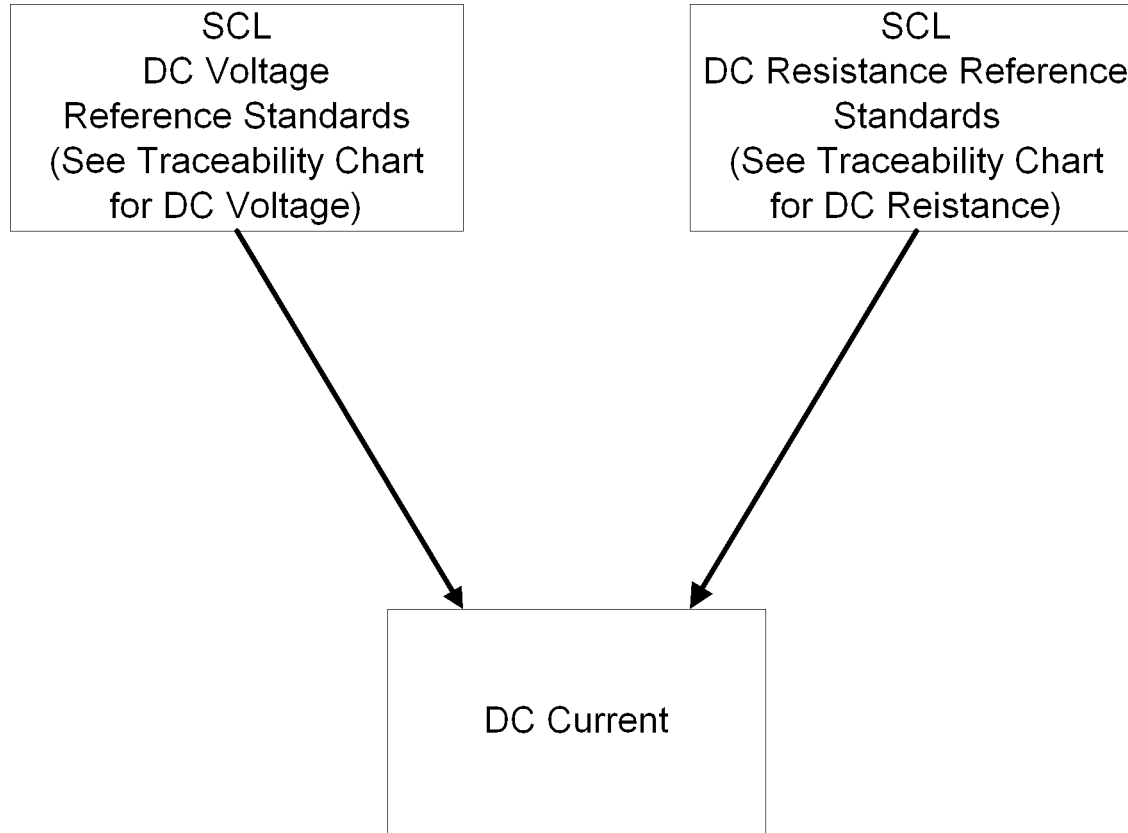 SCL
DC Voltage
Reference Standards
(See Traceability Chart
for DC Voltage)
SCL
DC Resistance Reference
Standards
(See Traceability Chart
for DC Reistance)
DC Current